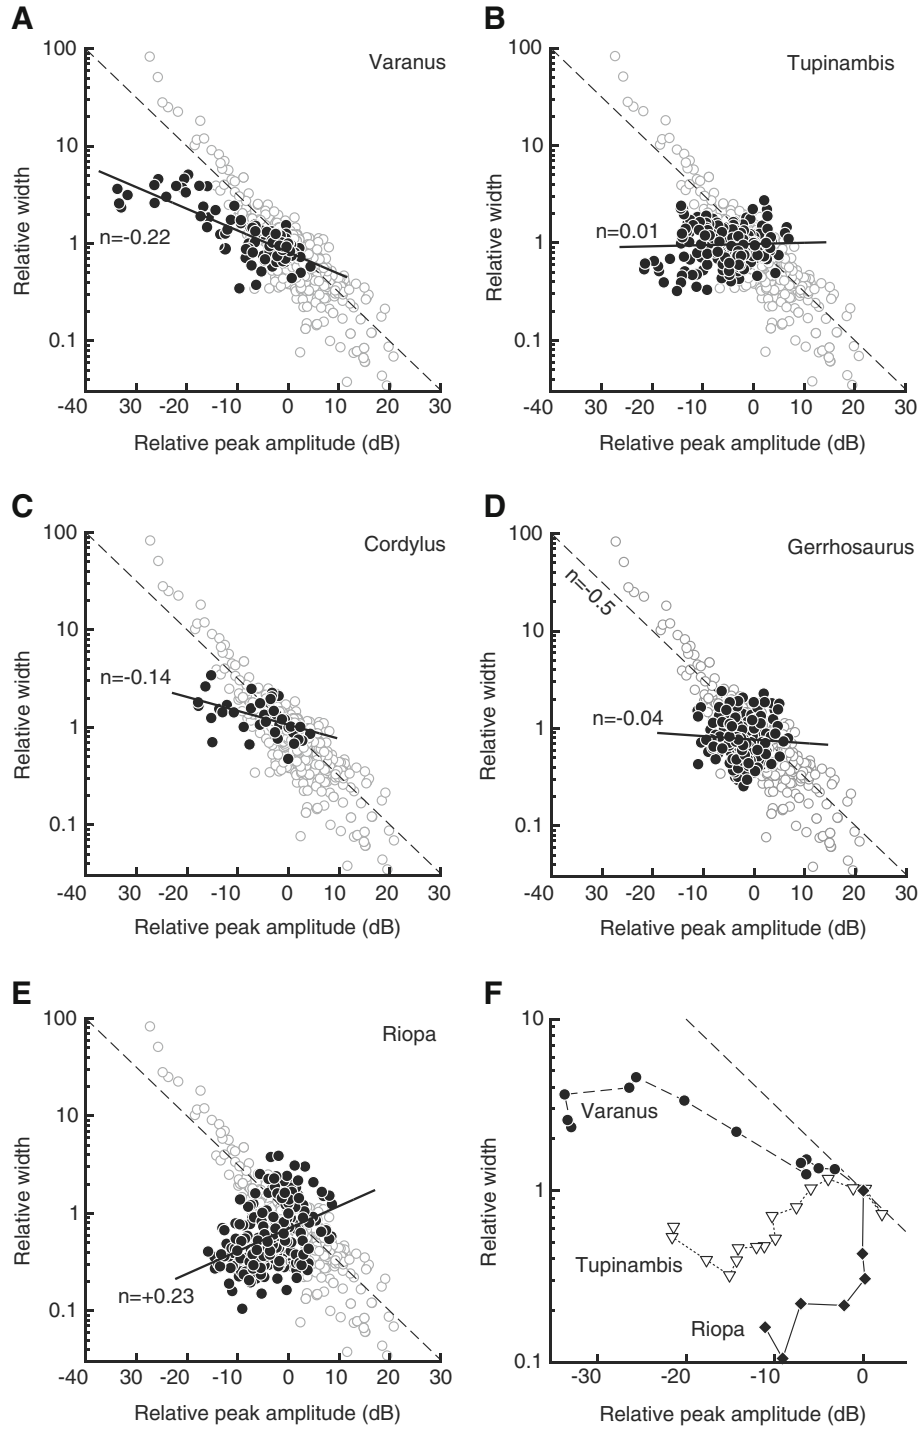 A
Varanus
100
10
1
0.1
Relative width
n=-0.22
-40 30 -20 -10 0 10 20 30
Relative peak amplitude (dB)
B
Tupinambis
100
10
1
0.1
Relative width
n=0.01
-40 -30 -20 -10 0 10 20 30
Relative peak amplitude (dB)
C
Cordylus
100
10
1
0.1
Relative width
n=-0.14
-40 -30 -20 -10 0 10 20 30
Relative peak amplitude (dB)
D
Gerrhosaurus
100
10
1
0.1
Relative width
n=-0.5
n=-0.04
-40 -30 -20 -10 0 10 20 30
Relative peak amplitude (dB)
E
Riopa
100
10
1
0.1
Relative width
n=+0.23
-40 -30 -20 -10 0 10 20 30
Relative peak amplitude (dB)
F
10
1
0.1
Relative width
Varanus
Tupinambis
Riopa
-30 -20 -10 0
Relative peak amplitude (dB)